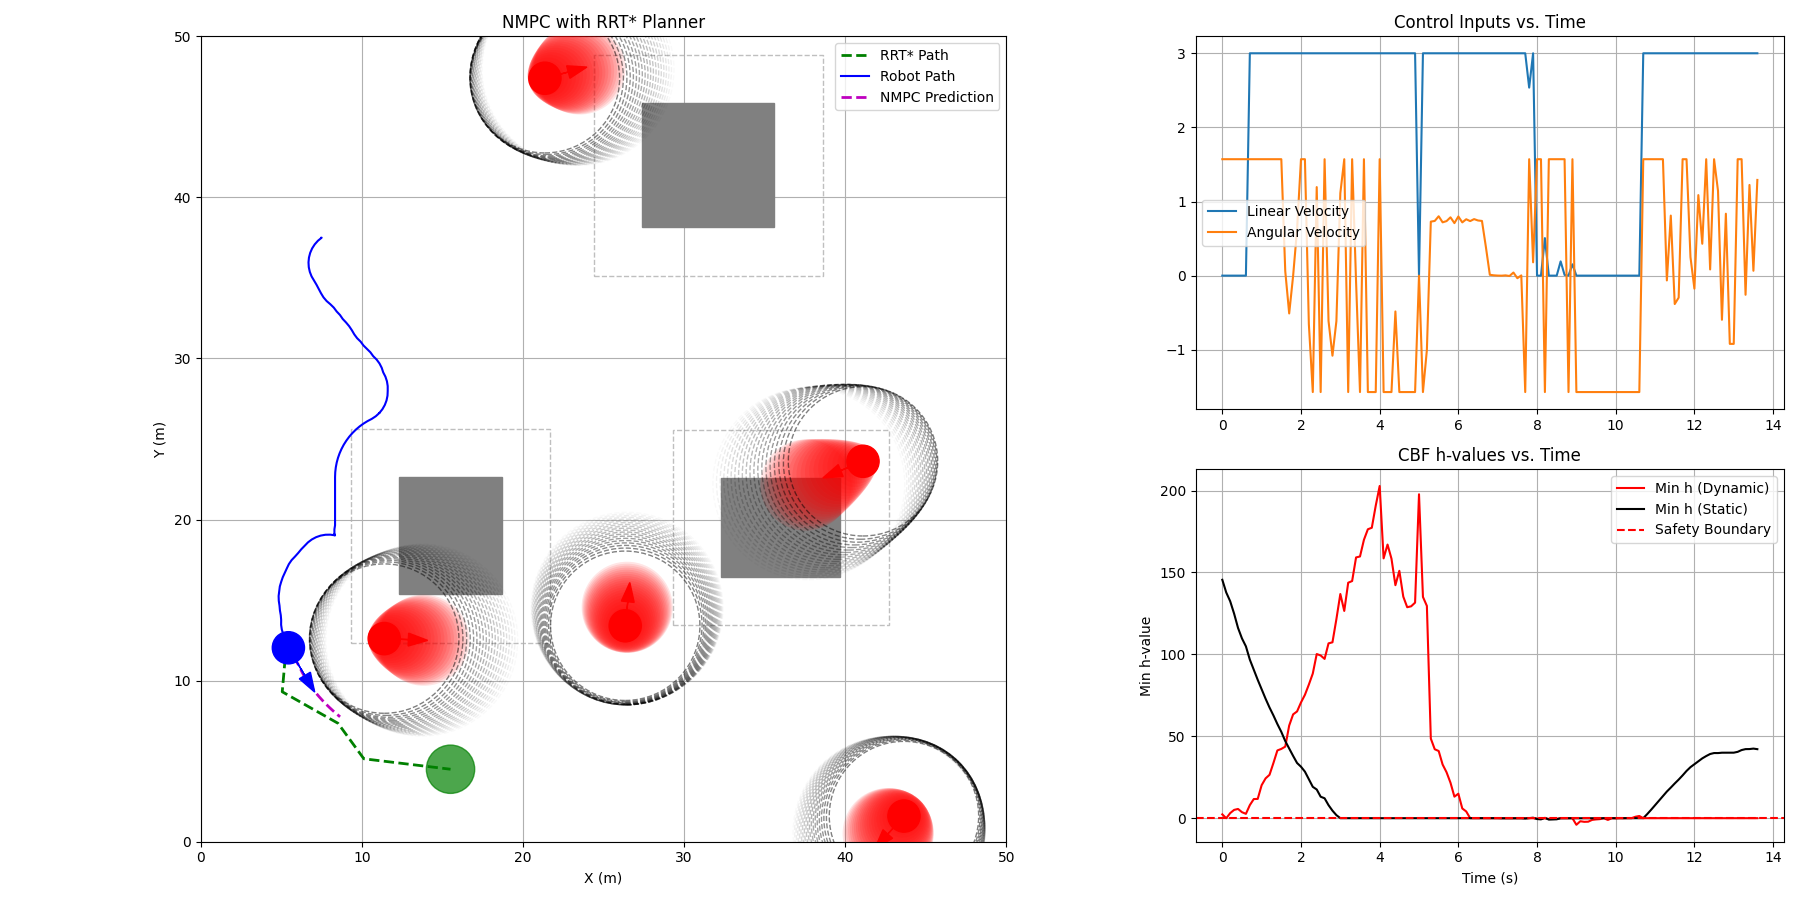 NMPC with RRT* Planner
50
40
30
20
10
0
Y (m)
0 10 20 30 40 50
X (m)
RRT* Path
Robot Path
NMPC Prediction
Control Inputs vs. Time
3
2
1
0
−1
Linear Velocity
Angular Velocity
0 2 4 6 8 10 12 14
CBF h-values vs. Time
200
150
100
50
0
Min h-value
Min h (Dynamic)
Min h (Static)
Safety Boundary
0 2 4 6 8 10 12 14
Time (s)